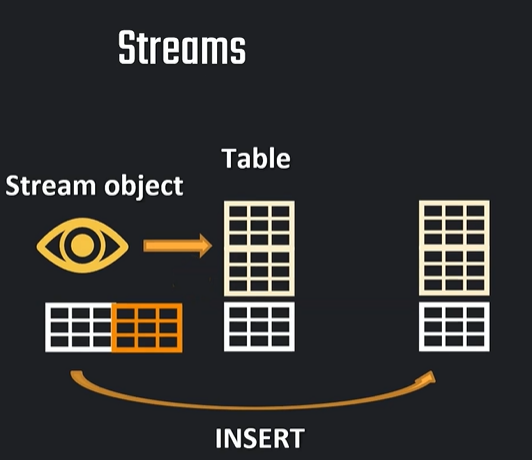 Streams
Table
Stream object
INSERT